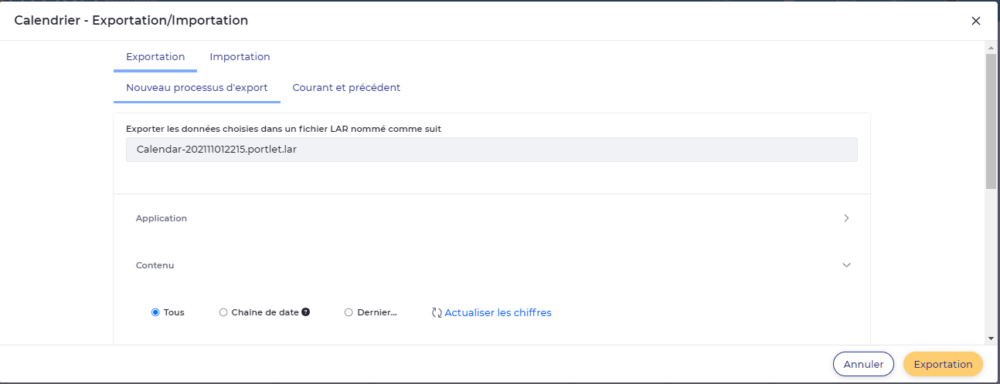 Calendrier - Exportation/Importation
Exportation Importation
Nouveau processus d'export Courant et précédent
Exporter les données choisies dans un fichier LAR nommé comme suit
Calendar-202111012215.portlet.lar
Application
Contenu
Tous Chaîne de date Dernier... Actualiser les chiffres
Annuler Exportation